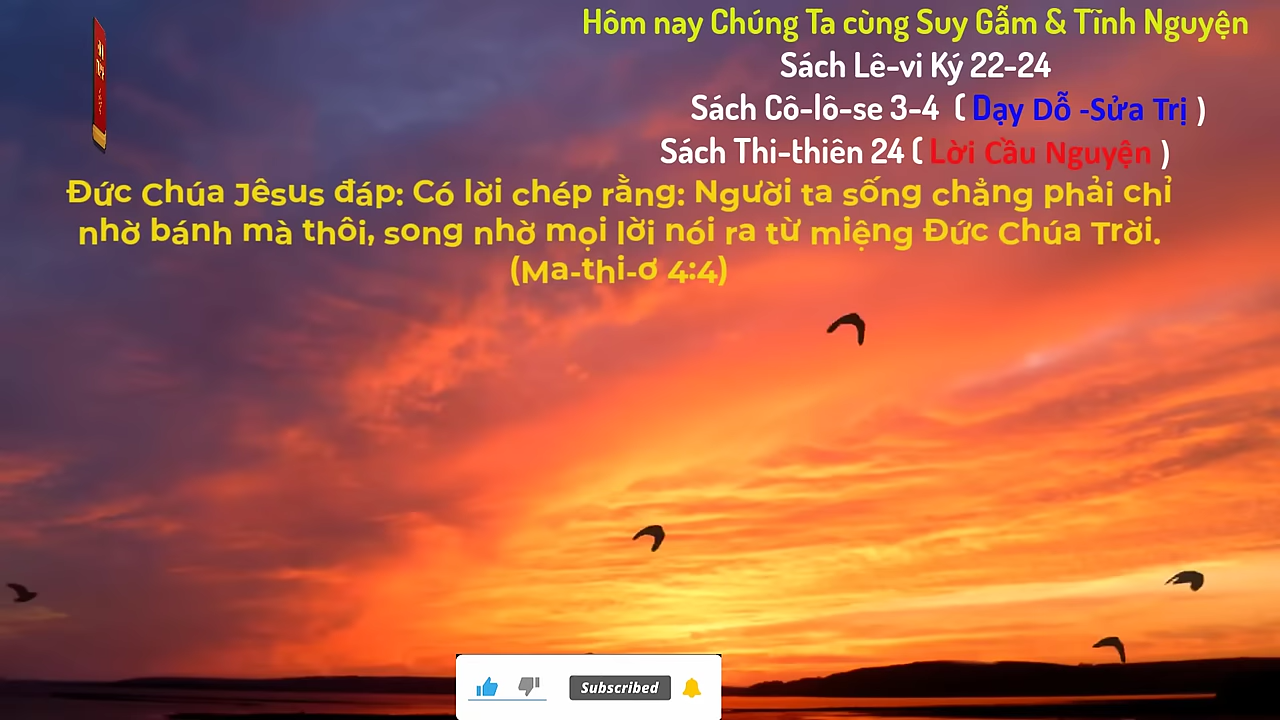 Hôm nay Chúng Ta cùng Suy Gẫm & Tĩnh Nguyện
Sách Lê-vi Ký 22-24
Sách Cô-lô-se 3-4 ( Dạy Dỗ -Sửa Trị )
Sách Thi-thiên 24 ( Lời Cầu Nguyện )
Đức Chúa Jêsus đáp: Có lời chép rằng: Người ta sống chẳng phải chỉ
nhờ bánh mà thôi, song nhờ mọi lời nói ra từ miệng Đức Chúa Trời.
(Ma-thi-ơ 4:4)
Subscribed